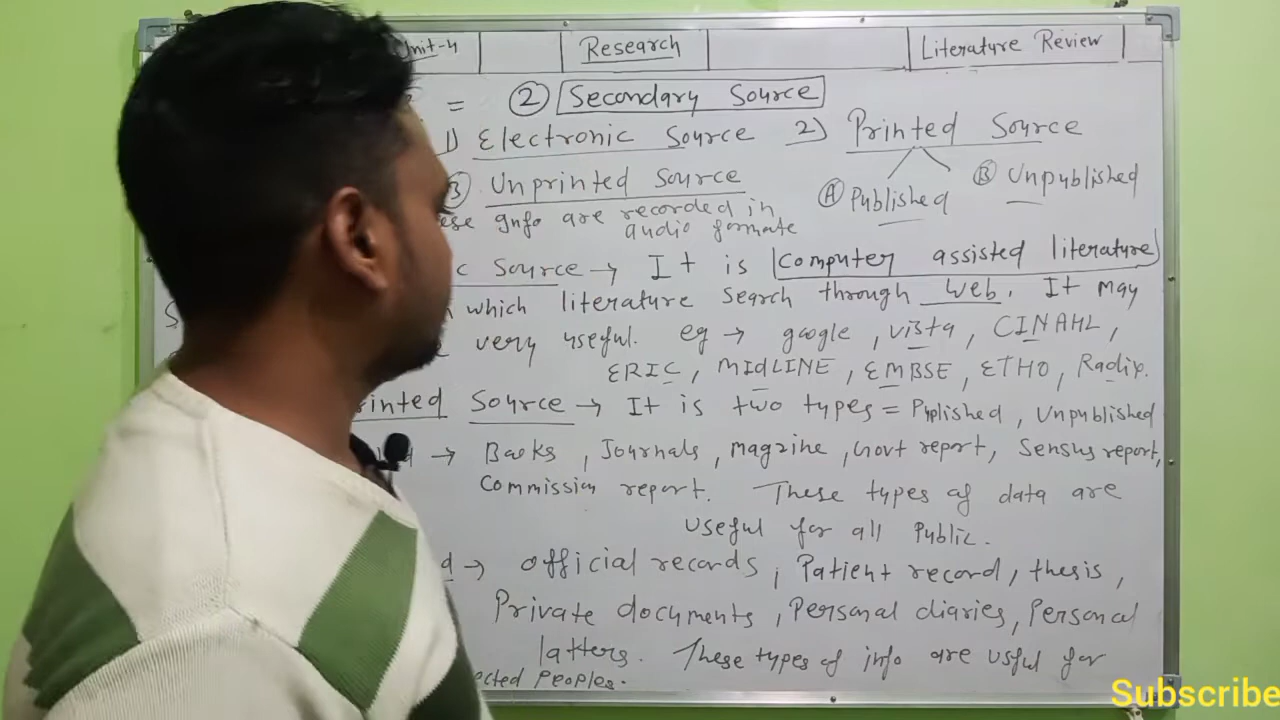 Unit-4 Research Literature Review
= ② Secondary Source
1) Electronic Source 2) Printed Source
③ Unprinted Source Ⓐ Published Ⓑ Unpublished
ese info are recorded in
audio formate
c Source → It is Computer assisted literature
which literature search through Web. It may
very useful. eg → google, vista, CINAHL,
ERIC, MIdLINE, EMBSE, ETHO, Radix.
inted Source → It is two types = Pyplished, Unpublished
→ Books, Journals, magzine, Govt report, Sensus report,
Commission report. These types of data are
useful for all Public.
d → official records, Patient record, thesis,
Private documents, Personal diaries, Personal
latters. These types of info are useful for
ected Peoples.
Subscribe